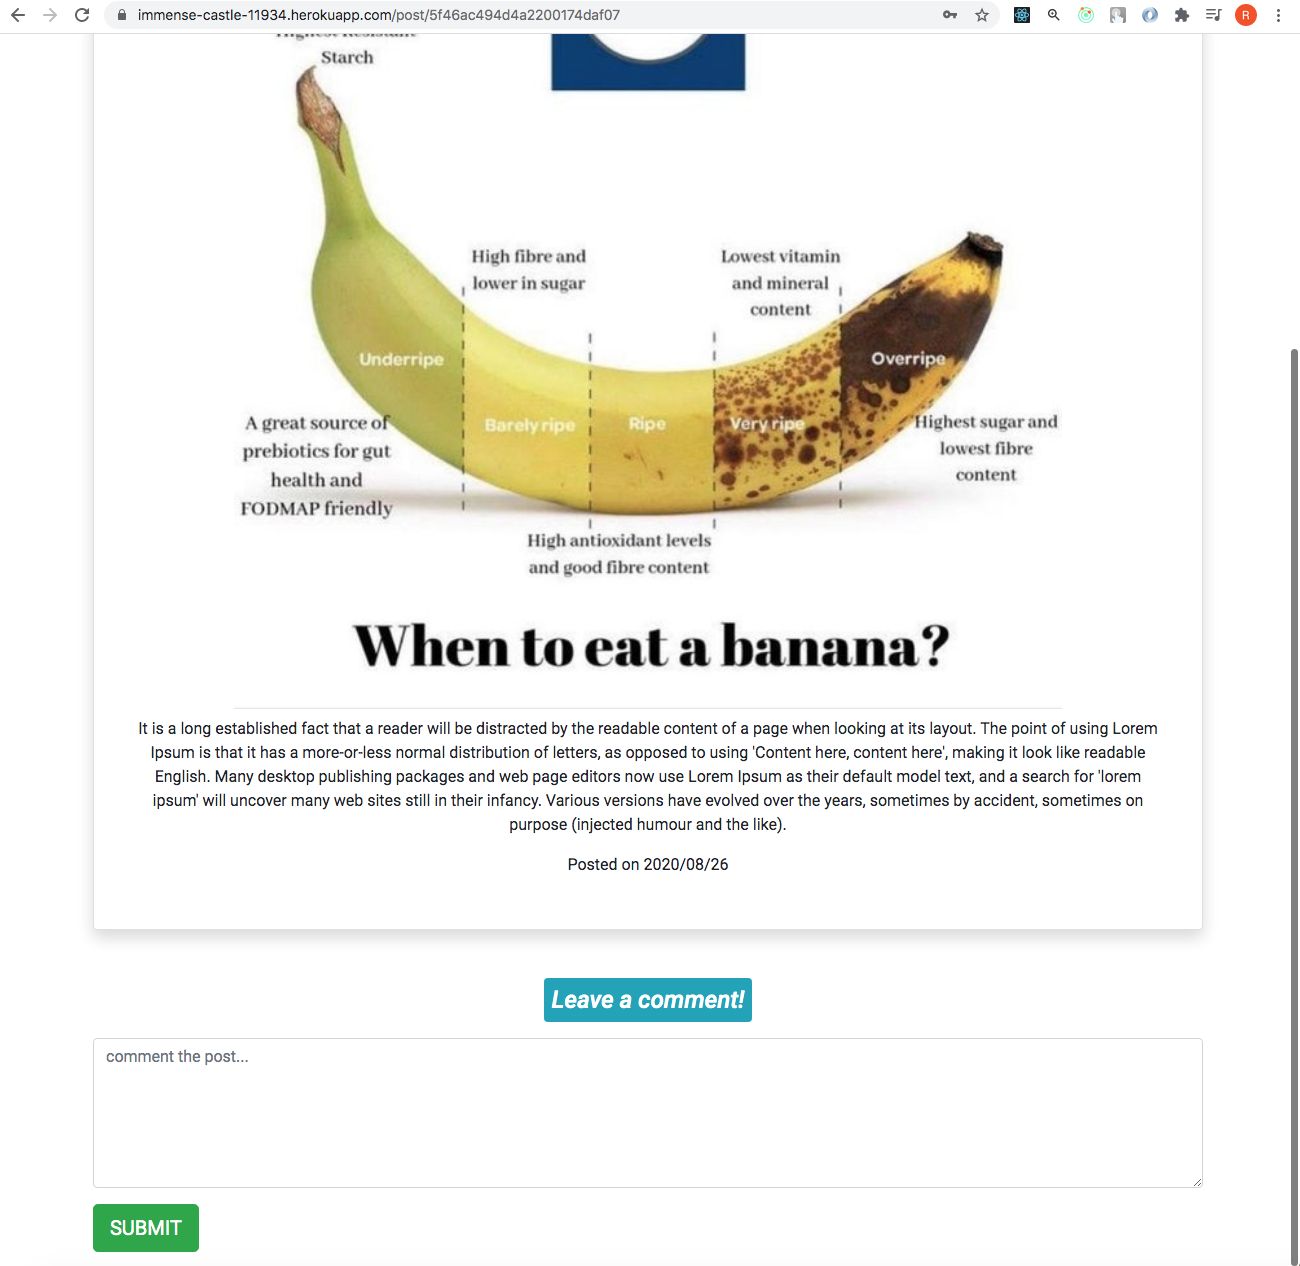 immense-castle-11934.herokuapp.com/post/5f46ac494d4a2200174daf07
R
Highest Resistant
Starch
High fibre and
lower in sugar
Lowest vitamin
and mineral
content
Underripe
Overripe
Barely ripe
Ripe
Very ripe
A great source of
prebiotics for gut
health and
FODMAP friendly
Highest sugar and
lowest fibre
content
High antioxidant levels
and good fibre content
When to eat a banana?
It is a long established fact that a reader will be distracted by the readable content of a page when looking at its layout. The point of using Lorem
Ipsum is that it has a more-or-less normal distribution of letters, as opposed to using 'Content here, content here', making it look like readable
English. Many desktop publishing packages and web page editors now use Lorem Ipsum as their default model text, and a search for 'lorem
ipsum' will uncover many web sites still in their infancy. Various versions have evolved over the years, sometimes by accident, sometimes on
purpose (injected humour and the like).
Posted on 2020/08/26
Leave a comment!
comment the post...
SUBMIT